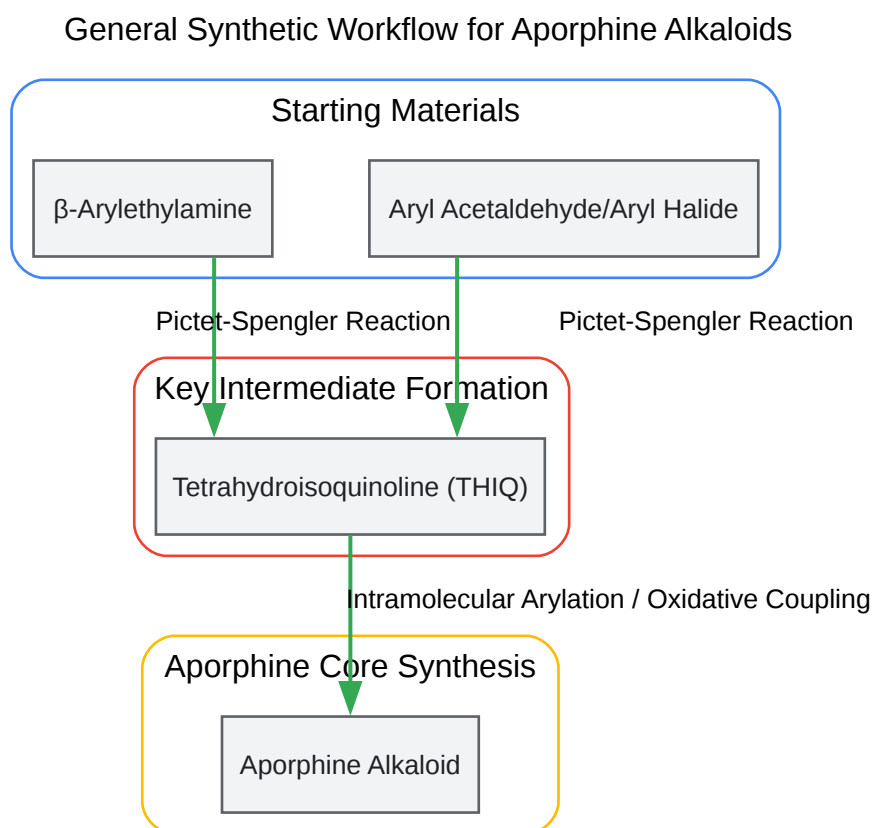 General Synthetic Workflow for Aporphine Alkaloids
Starting Materials
β-Arylethylamine
Aryl Acetaldehyde/Aryl Halide
Pictet-Spengler Reaction
Pictet-Spengler Reaction
Key Intermediate Formation
Tetrahydroisoquinoline (THIQ)
Intramolecular Arylation / Oxidative Coupling
Aporphine Core Synthesis
Aporphine Alkaloid